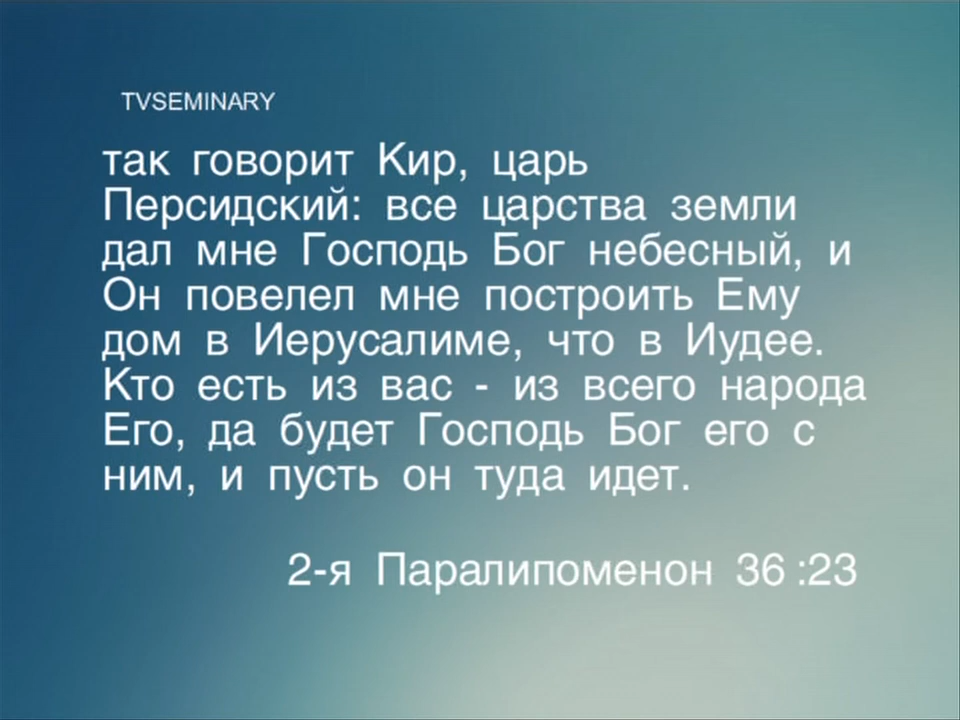 TVSEMINARY
так говорит Кир, царь
Персидский: все царства земли
дал мне Господь Бог небесный, и
Он повелел мне построить Ему
дом в Иерусалиме, что в Иудее.
Кто есть из вас - из всего народа
Его, да будет Господь Бог его с
ним, и пусть он туда идет.
2-я Паралипоменон 36 :23